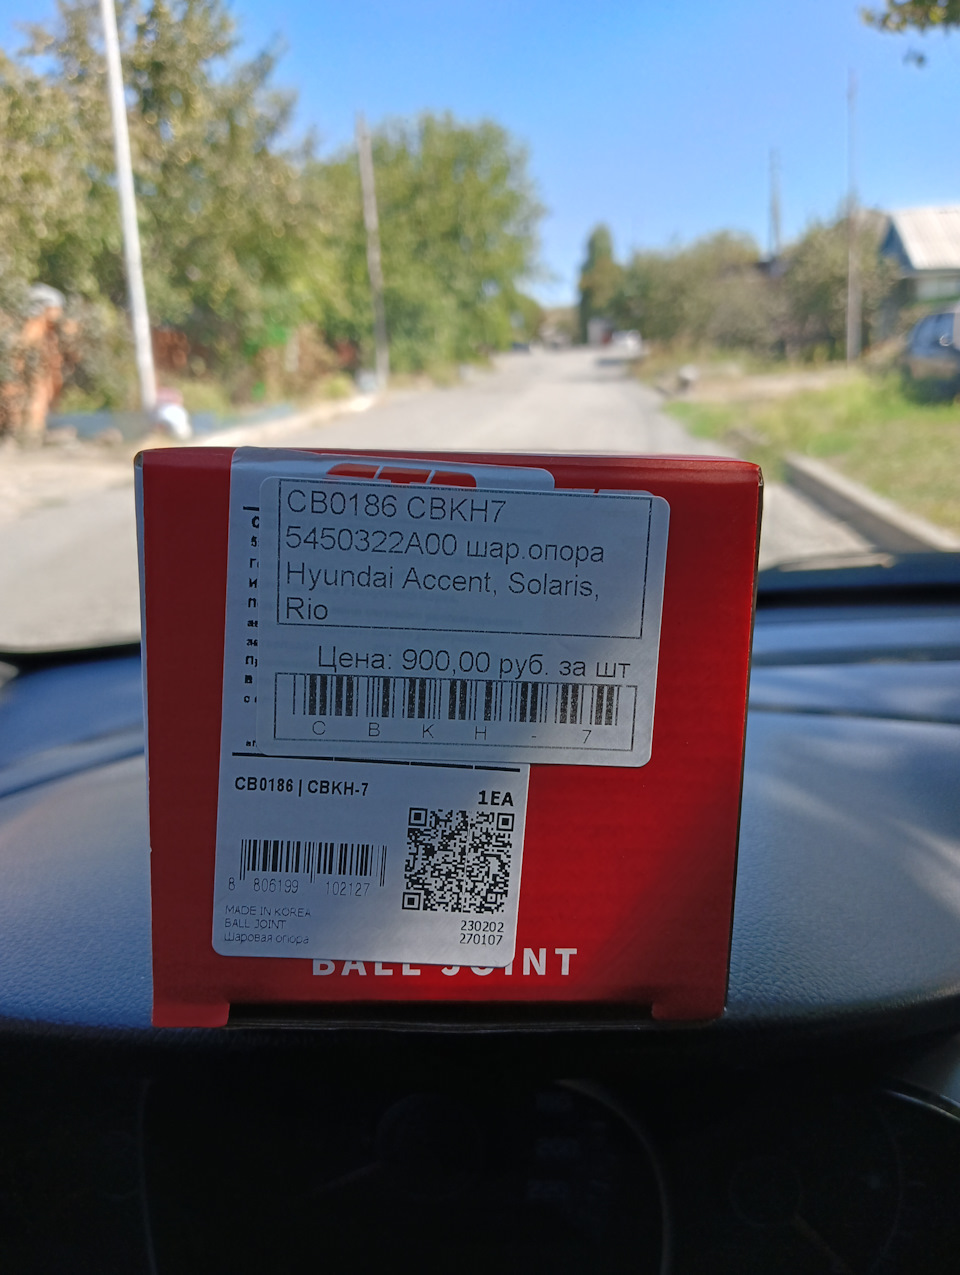 CB0186 CBKH7
5450322A00 шар.опора
Hyundai Accent, Solaris,
Rio
Цена: 900,00 руб. за шт
C B K H - 7
CB0186 | CBKH-7
1EA
8 806199 102127
MADE IN KOREA
BALL JOINT
Шаровая опора
230202
270107
BALL JOINT